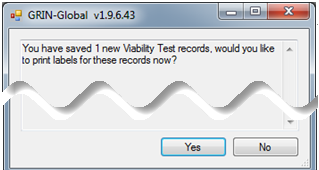 GRIN-Global v1.9.6.43
You have saved 1 new Viability Test records, would you like
to print labels for these records now?
Yes
No